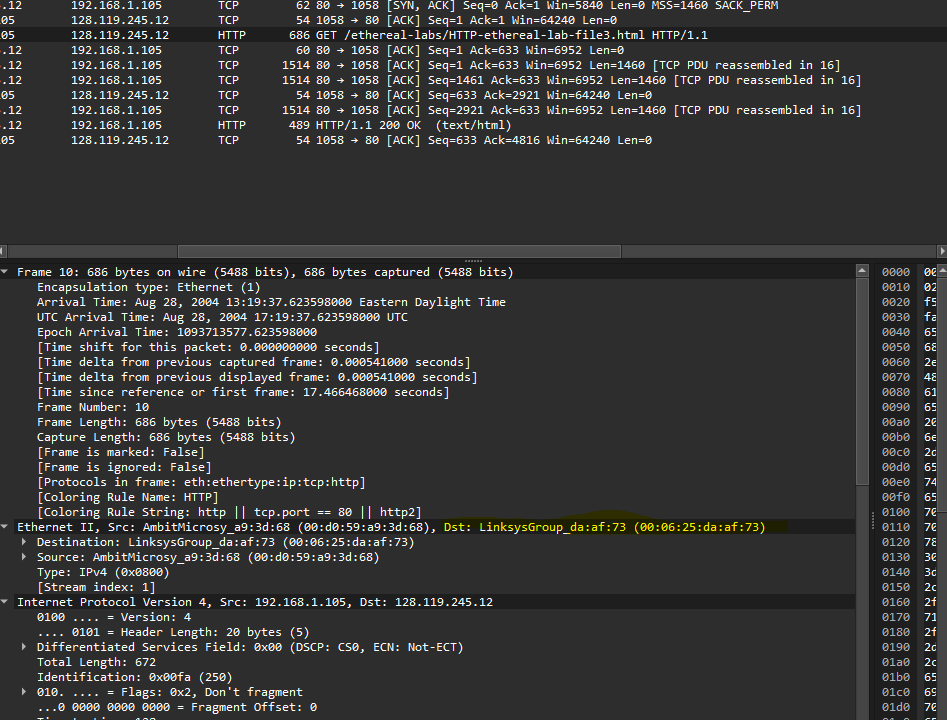 .12 192.168.1.105 TCP 62 80 → 1058 [SYN, ACK] Seq=0 Ack=1 Win=5840 Len=0 MSS=1460 SACK_PERM
05 128.119.245.12 TCP 54 1058 → 80 [ACK] Seq=1 Ack=1 Win=64240 Len=0
05 128.119.245.12 HTTP 686 GET /ethereal-labs/HTTP-ethereal-lab-file3.html HTTP/1.1
.12 192.168.1.105 TCP 60 80 → 1058 [ACK] Seq=1 Ack=633 Win=6952 Len=0
.12 192.168.1.105 TCP 1514 80 → 1058 [ACK] Seq=1 Ack=633 Win=6952 Len=1460 [TCP PDU reassembled in 16]
.12 192.168.1.105 TCP 1514 80 → 1058 [ACK] Seq=1461 Ack=633 Win=6952 Len=1460 [TCP PDU reassembled in 16]
05 128.119.245.12 TCP 54 1058 → 80 [ACK] Seq=633 Ack=2921 Win=64240 Len=0
.12 192.168.1.105 TCP 1514 80 → 1058 [ACK] Seq=2921 Ack=633 Win=6952 Len=1460 [TCP PDU reassembled in 16]
.12 192.168.1.105 HTTP 489 HTTP/1.1 200 OK (text/html)
05 128.119.245.12 TCP 54 1058 → 80 [ACK] Seq=633 Ack=4816 Win=64240 Len=0
Frame 10: 686 bytes on wire (5488 bits), 686 bytes captured (5488 bits)
Encapsulation type: Ethernet (1)
Arrival Time: Aug 28, 2004 13:19:37.623598000 Eastern Daylight Time
UTC Arrival Time: Aug 28, 2004 17:19:37.623598000 UTC
Epoch Arrival Time: 1093713577.623598000
[Time shift for this packet: 0.000000000 seconds]
[Time delta from previous captured frame: 0.000541000 seconds]
[Time delta from previous displayed frame: 0.000541000 seconds]
[Time since reference or first frame: 17.466468000 seconds]
Frame Number: 10
Frame Length: 686 bytes (5488 bits)
Capture Length: 686 bytes (5488 bits)
[Frame is marked: False]
[Frame is ignored: False]
[Protocols in frame: eth:ethertype:ip:tcp:http]
[Coloring Rule Name: HTTP]
[Coloring Rule String: http || tcp.port == 80 || http2]
Ethernet II, Src: AmbitMicrosy_a9:3d:68 (00:d0:59:a9:3d:68), Dst: LinksysGroup_da:af:73 (00:06:25:da:af:73)
Destination: LinksysGroup_da:af:73 (00:06:25:da:af:73)
Source: AmbitMicrosy_a9:3d:68 (00:d0:59:a9:3d:68)
Type: IPv4 (0x0800)
[Stream index: 1]
Internet Protocol Version 4, Src: 192.168.1.105, Dst: 128.119.245.12
0100 .... = Version: 4
.... 0101 = Header Length: 20 bytes (5)
Differentiated Services Field: 0x00 (DSCP: CS0, ECN: Not-ECT)
Total Length: 672
Identification: 0x00fa (250)
010. .... = Flags: 0x2, Don't fragment
...0 0000 0000 0000 = Fragment Offset: 0
0000 00
0010 02
0020 f5
0030 fa
0040 65
0050 68
0060 2e
0070 48
0080 61
0090 65
00a0 20
00b0 6e
00c0 2d
00d0 65
00e0 74
00f0 65
0100 70
0110 70
0120 78
0130 30
0140 3d
0150 2c
0160 2f
0170 71
0180 2f
0190 2d
01a0 2c
01b0 65
01c0 69
01d0 70